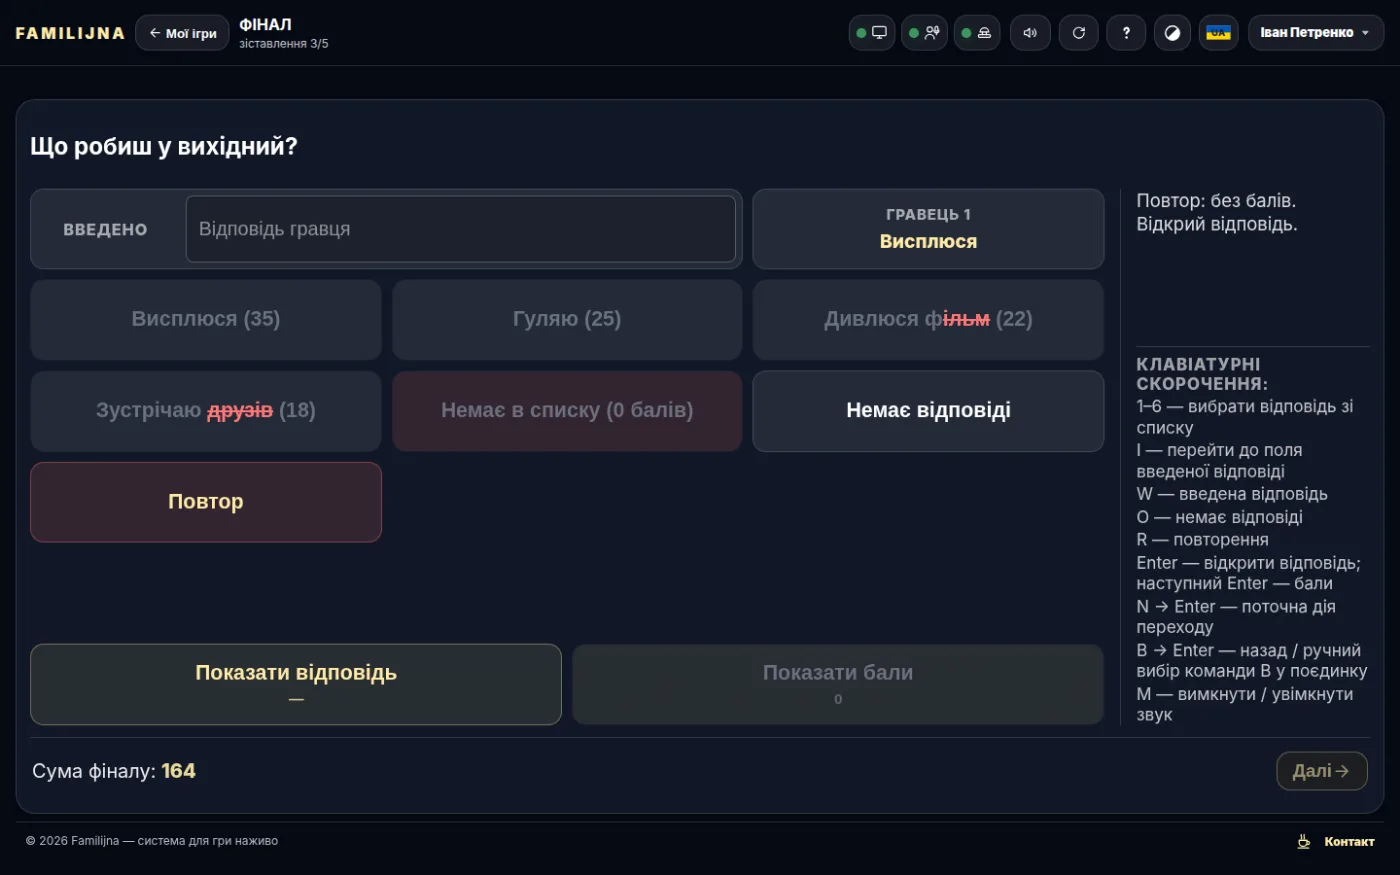 FAMILIJNA
← Мої ігри
ФІНАЛ
зіставлення 3/5
?
UA
Іван Петренко
Що робиш у вихідний?
ВВЕДЕНО
Відповідь гравця
ГРАВЕЦЬ 1
Висплюся
Висплюся (35)
Гуляю (25)
Дивлюся фільм (22)
Зустрічаю друзів (18)
Немає в списку (0 балів)
Немає відповіді
Повтор
Показати відповідь
—
Показати бали
0
Повтор: без балів.
Відкрий відповідь.
КЛАВІАТУРНІ
СКОРОЧЕННЯ:
1–6 — вибрати відповідь зі
списку
I — перейти до поля
введеної відповіді
W — введена відповідь
O — немає відповіді
R — повторення
Enter — відкрити відповідь;
наступний Enter — бали
N → Enter — поточна дія
переходу
B → Enter — назад / ручний
вибір команди B у поєдинку
M — вимкнути / увімкнути
звук
Сума фіналу: 164
Далі →
© 2026 Familijna — система для гри наживо
Контакт